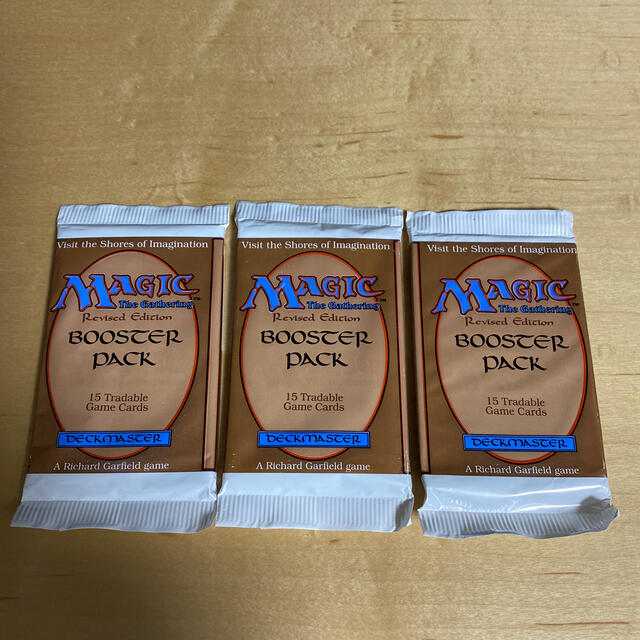 Visit the Shores of Imagination
MAGIC
The Gathering™
Revised Edition
BOOSTER
PACK
15 Tradable
Game Cards
DECKMASTER
A Richard Garfield game
Visit the Shores of Imagination
MAGIC
The Gathering™
Revised Edition
BOOSTER
PACK
15 Tradable
Game Cards
DECKMASTER
A Richard Garfield game
Visit the Shores of Imagination
MAGIC
The Gathering™
Revised Edition
BOOSTER
PACK
15 Tradable
Game Cards
DECKMASTER
A Richard Garfield game